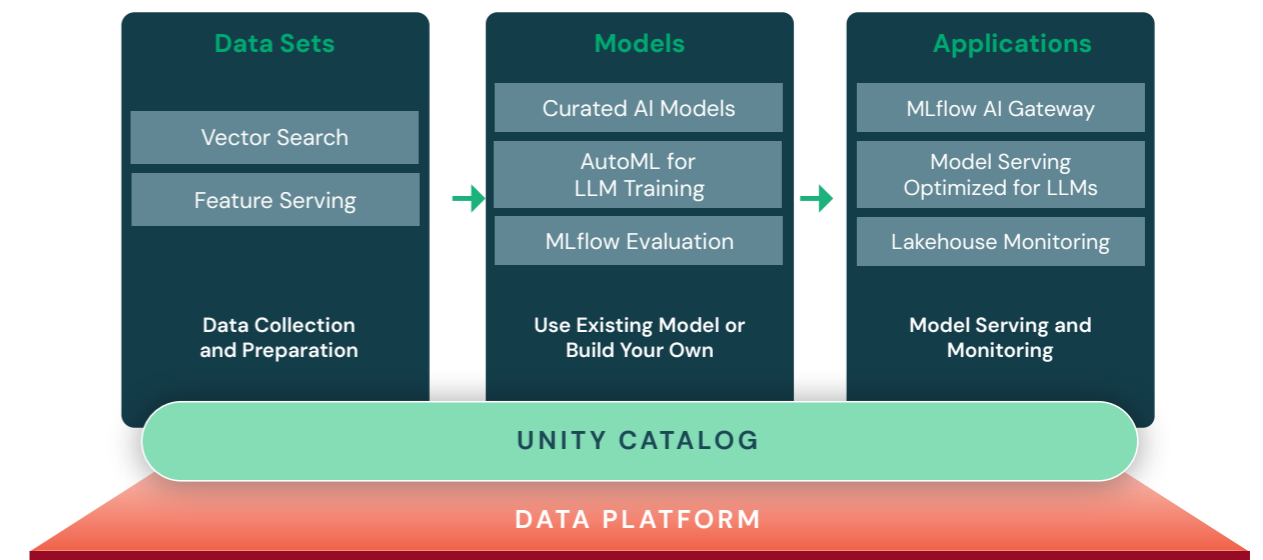 Data Sets
Vector Search
Feature Serving
Data Collection
and Preparation
Models
Curated AI Models
AutoML for
LLM Training
MLflow Evaluation
Use Existing Model or
Build Your Own
Applications
MLflow AI Gateway
Model Serving
Optimized for LLMs
Lakehouse Monitoring
Model Serving and
Monitoring
UNITY CATALOG
DATA PLATFORM